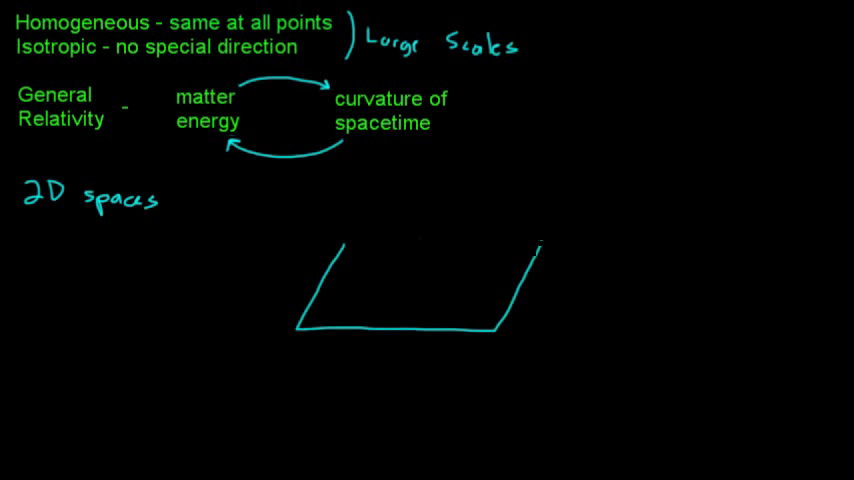 Homogeneous - same at all points
Isotropic - no special direction
Large Scales
General Relativity - matter energy
curvature of spacetime
2D spaces